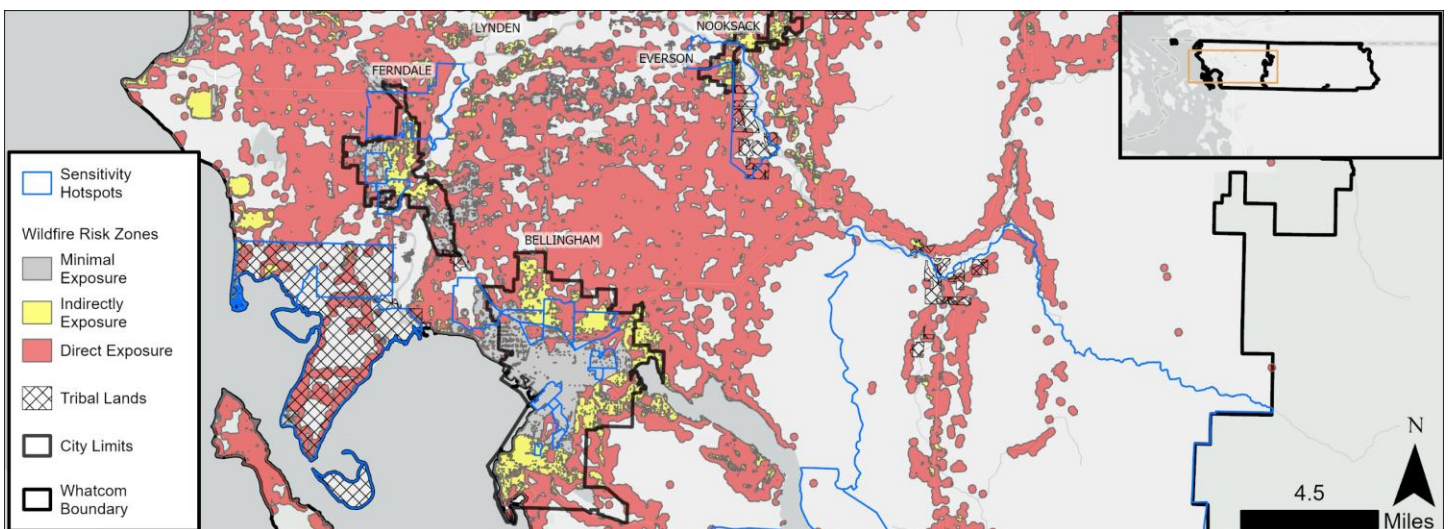 LYNDEN
NOOKSACK
EVERSON
FERNDALE
BELLINGHAM
Sensitivity
Hotspots
Wildfire Risk Zones
Minimal
Exposure
Indirectly
Exposure
Direct Exposure
Tribal Lands
City Limits
Whatcom
Boundary
N
4.5
Miles